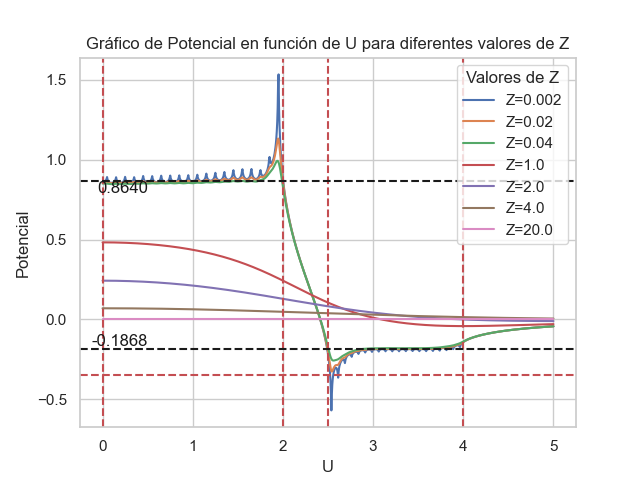 Gráfico de Potencial en función de U para diferentes valores de Z
Valores de Z
Z=0.002
Z=0.02
Z=0.04
Z=1.0
Z=2.0
Z=4.0
Z=20.0
1.5
1.0
0.5
0.0
−0.5
0.8640
-0.1868
Potencial
0
1
2
3
4
5
U